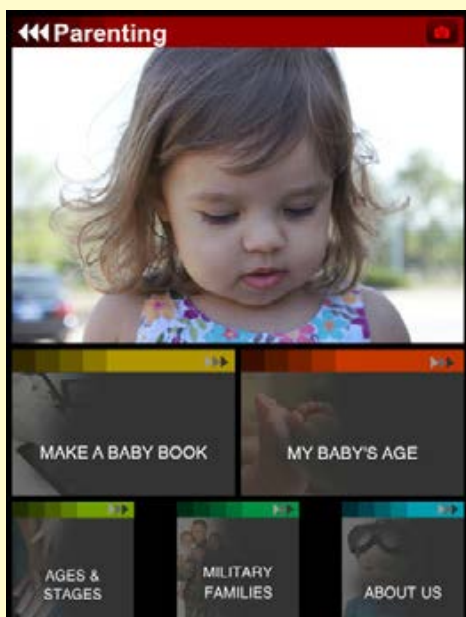 Parenting
MAKE A BABY BOOK
MY BABY'S AGE
AGES &
STAGES
MILITARY
FAMILIES
ABOUT US